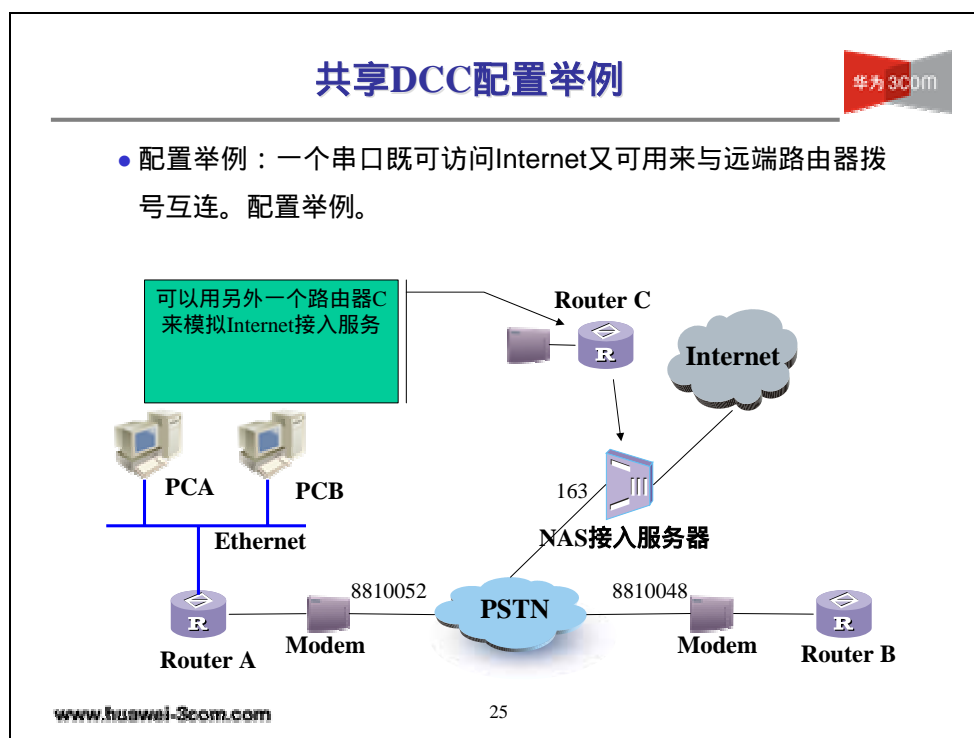 共享DCC配置举例
华为3com
● 配置举例：一个串口既可访问Internet又可用来与远端路由器拨
号互连。配置举例。
可以用另外一个路由器C
来模拟Internet接入服务
Router C
R
Internet
PCA
PCB
163
Ethernet
NAS接入服务器
8810052
PSTN
8810048
R
R
Router A
Modem
Modem
Router B
www.huawei-3com.com
25